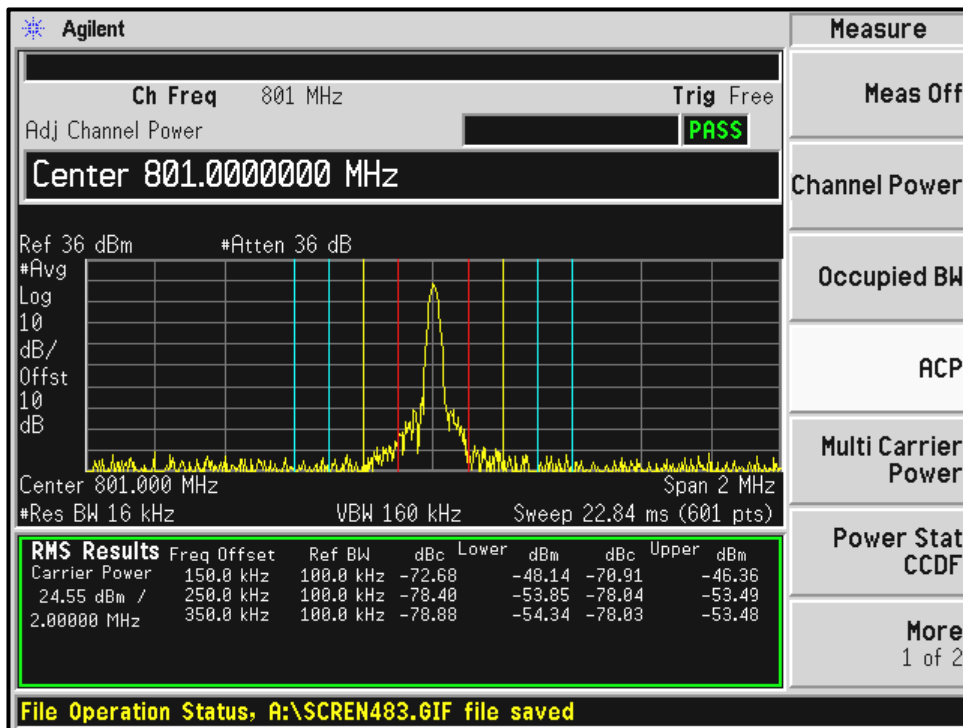 Agilent
Measure
Ch Freq 801 MHz Trig Free
Meas Off
Adj Channel Power PASS
Center 801.0000000 MHz
Channel Power
Ref 36 dBm #Atten 36 dB
#Avg
Log
10
dB/
Offst
10
dB
Occupied BW
ACP
Multi Carrier
Power
Center 801.000 MHz Span 2 MHz
#Res BW 16 kHz VBW 160 kHz Sweep 22.84 ms (601 pts)
RMS Results Freq Offset Ref BW dBc Lower dBm dBc Upper dBm
Carrier Power 150.0 kHz 100.0 kHz -72.68 -48.14 -70.91 -46.36
24.55 dBm / 250.0 kHz 100.0 kHz -78.40 -53.85 -78.04 -53.49
2.00000 MHz 350.0 kHz 100.0 kHz -78.88 -54.34 -78.03 -53.48
Power Stat
CCDF
More
1 of 2
File Operation Status, A:\SCREN483.GIF file saved